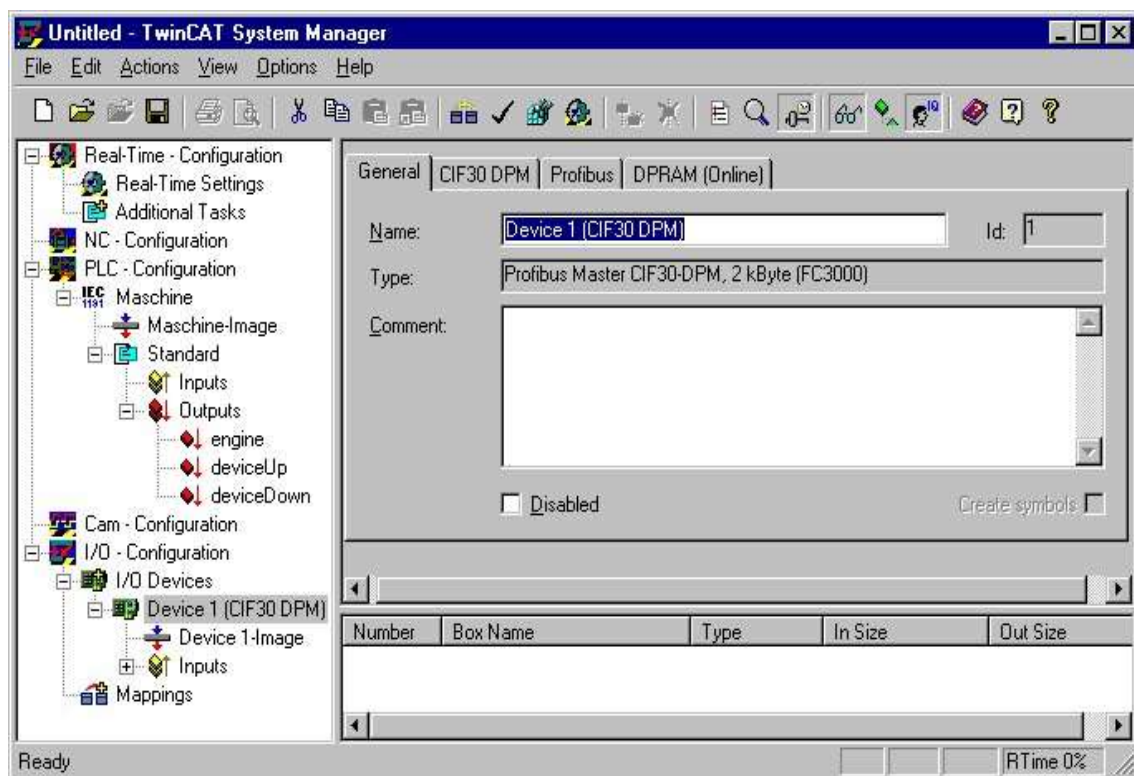 Untitled - TwinCAT System Manager
File Edit Actions View Options Help
Real-Time - Configuration
Real-Time Settings
Additional Tasks
NC - Configuration
PLC - Configuration
IEC 1131 Maschine
Maschine-Image
Standard
Inputs
Outputs
engine
deviceUp
deviceDown
Cam - Configuration
I/O - Configuration
I/O Devices
Device 1 (CIF30 DPM)
Device 1-Image
Inputs
Mappings
General CIF30 DPM Profibus DPRAM (Online)
Name: Device 1 (CIF30 DPM) Id: 1
Type: Profibus Master CIF30-DPM, 2 kByte (FC3000)
Comment:
Disabled Create symbols
Number Box Name Type In Size Out Size
Ready RTime 0%